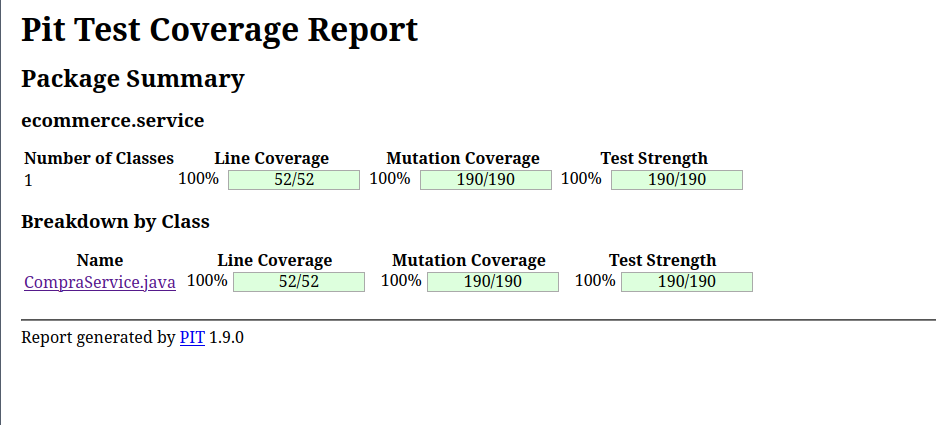 Pit Test Coverage Report
Package Summary
ecommerce.service
Number of Classes Line Coverage Mutation Coverage Test Strength
1 100% 52/52 100% 190/190 100% 190/190
Breakdown by Class
Name Line Coverage Mutation Coverage Test Strength
CompraService.java 100% 52/52 100% 190/190 100% 190/190
Report generated by PIT 1.9.0